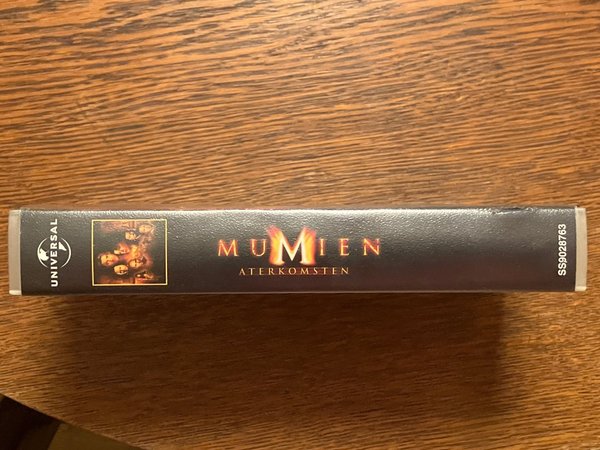 UNIVERSAL
MUMIEN
ÅTERKOMSTEN
SS9028763